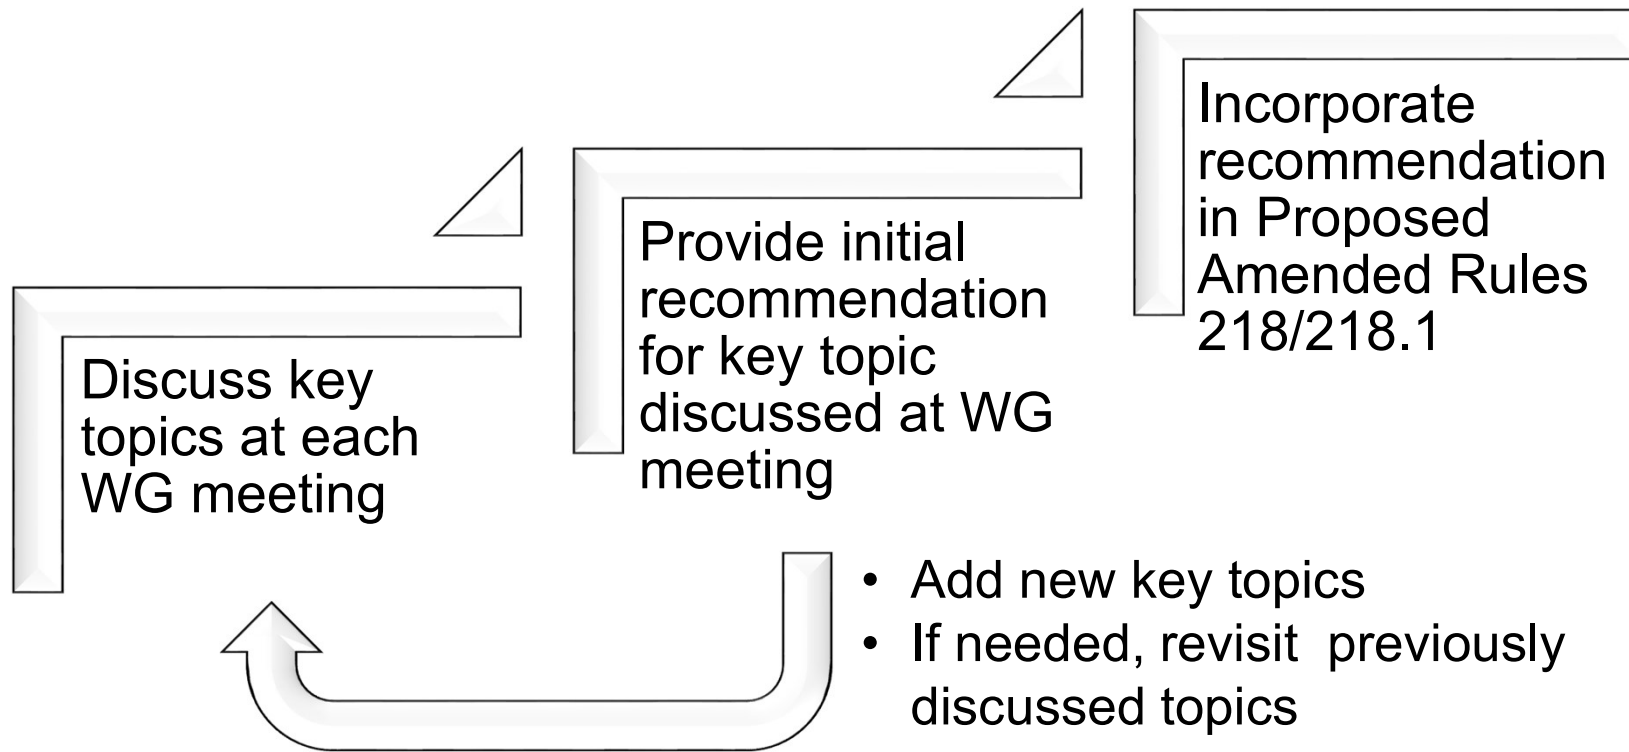 Discuss key
topics at each
WG meeting
Provide initial
recommendation
for key topic
discussed at WG
meeting
Incorporate
recommendation
in Proposed
Amended Rules
218/218.1
• Add new key topics
• If needed, revisit previously
discussed topics